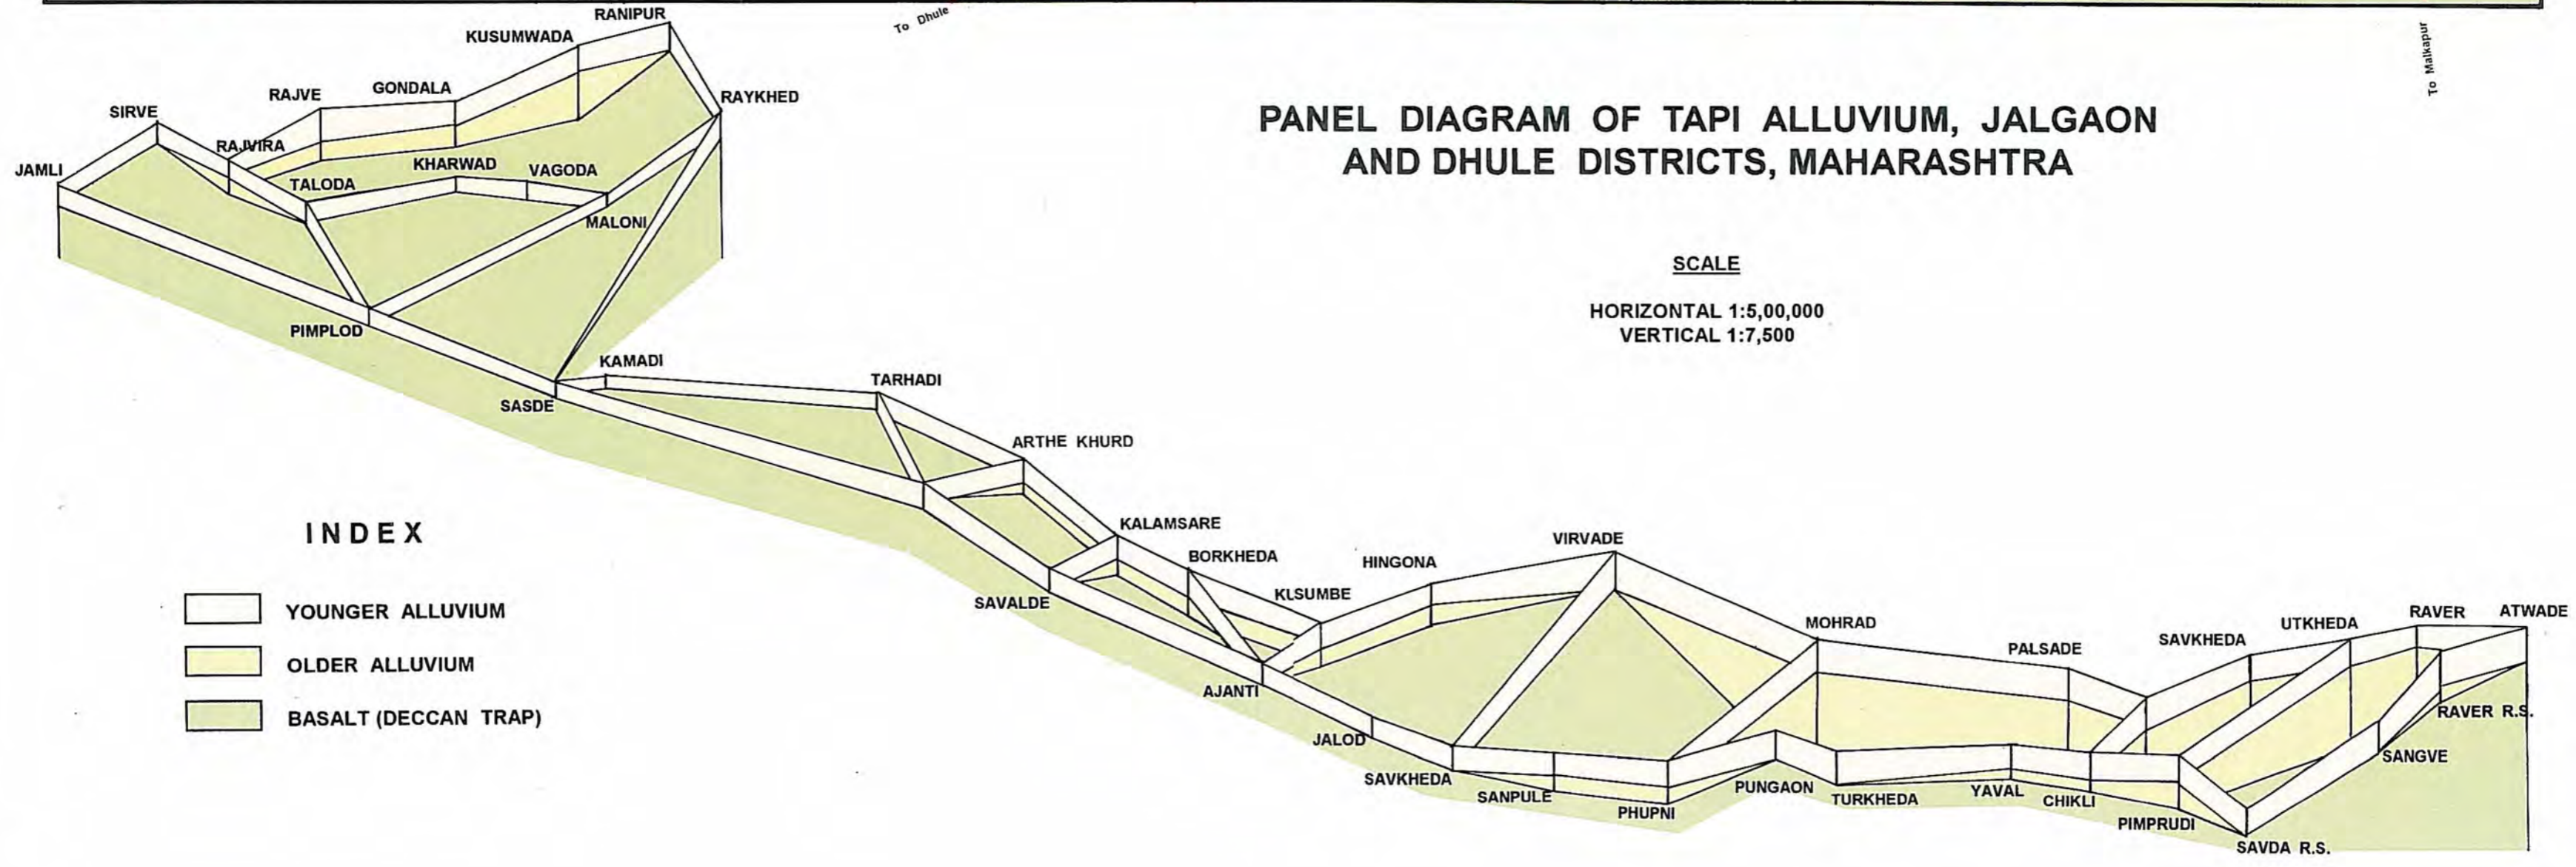 To Dhule
To Malkapur
PANEL DIAGRAM OF TAPI ALLUVIUM, JALGAON
AND DHULE DISTRICTS, MAHARASHTRA
SCALE
HORIZONTAL 1:5,00,000
VERTICAL 1:7,500
RANIPUR
KUSUMWADA
GONDALA
RAJVE
RAYKHED
SIRVE
RAJVIRA
JAMLI
KHARWAD
VAGODA
TALODA
MALONI
PIMPLOD
KAMADI
SASDE
TARHADI
ARTHE KHURD
KALAMSARE
BORKHEDA
SAVALDE
KLSUMBE
HINGONA
VIRVADE
AJANTI
JALOD
SAVKHEDA
SANPULE
PHUPNI
MOHRAD
PUNGAON
TURKHEDA
PALSADE
YAVAL
CHIKLI
PIMPRUDI
SAVKHEDA
UTKHEDA
RAVER
ATWADE
RAVER R.S.
SANGVE
SAVDA R.S.
INDEX
YOUNGER ALLUVIUM
OLDER ALLUVIUM
BASALT (DECCAN TRAP)